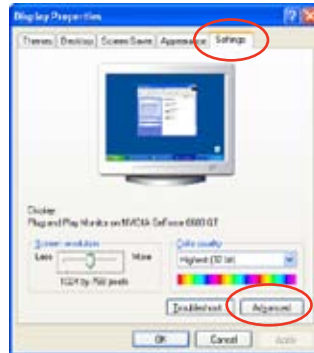 Display Properties
Themes Desktop Screen Saver Appearance Settings
Display:
Plug and Play Monitor on NVIDIA GeForce 6600 GT
Screen resolution
Less More
1024 by 768 pixels
Color quality
Highest (32 bit)
Troubleshoot... Advanced
OK Cancel Apply